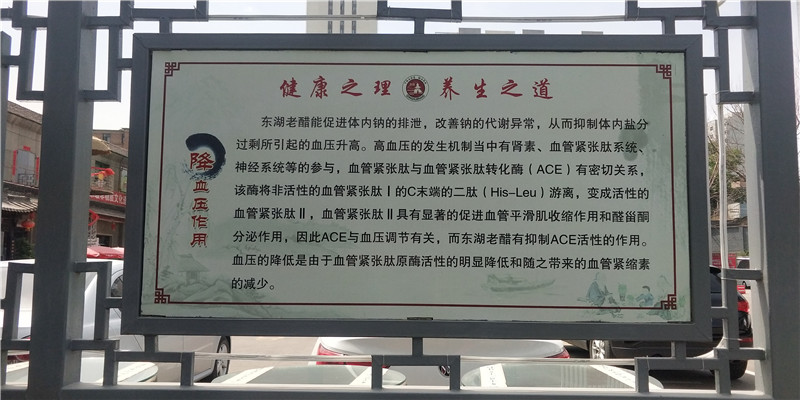 健康之理 养生之道
降血压作用
东湖老醋能促进体内钠的排泄，改善钠的代谢异常，从而抑制体内盐分
过剩所引起的血压升高。高血压的发生机制当中有肾素、血管紧张肽系统、
神经系统等的参与，血管紧张肽与血管紧张肽转化酶（ACE）有密切关系，
该酶将非活性的血管紧张肽Ⅰ的C末端的二肽（His-Leu）游离，变成活性的
血管紧张肽Ⅱ，血管紧张肽Ⅱ具有显著的促进血管平滑肌收缩作用和醛甾酮
分泌作用，因此ACE与血压调节有关，而东湖老醋有抑制ACE活性的作用。
血压的降低是由于血管紧张肽原酶活性的明显降低和随之带来的血管紧缩素
的减少。